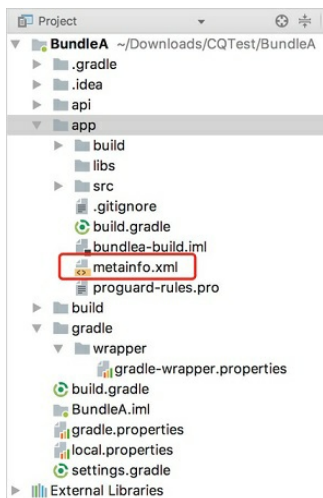 Project
BundleA ~/Downloads/CQTest/BundleA
.gradle
.idea
api
app
build
libs
src
.gitignore
build.gradle
bundlea-build.iml
metainfo.xml
proguard-rules.pro
build
gradle
wrapper
gradle-wrapper.properties
build.gradle
BundleA.iml
gradle.properties
local.properties
settings.gradle
External Libraries